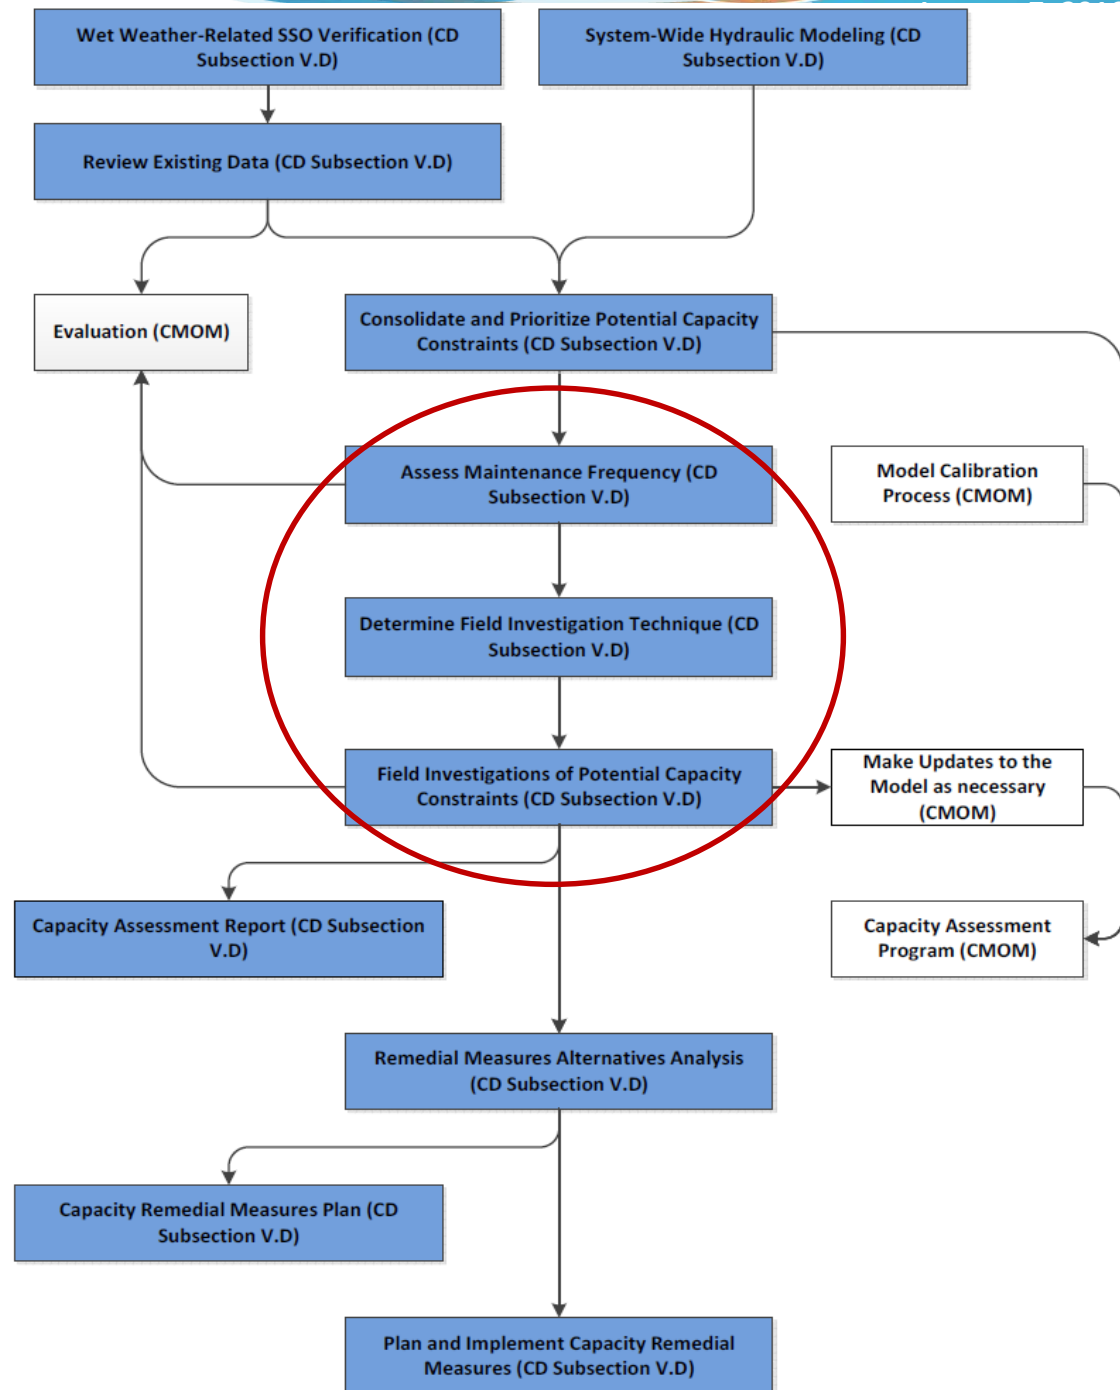 Wet Weather-Related SSO Verification (CD
Subsection V.D)
System-Wide Hydraulic Modeling (CD
Subsection V.D)
Review Existing Data (CD Subsection V.D)
Evaluation (CMOM)
Consolidate and Prioritize Potential Capacity
Constraints (CD Subsection V.D)
Assess Maintenance Frequency (CD
Subsection V.D)
Model Calibration
Process (CMOM)
Determine Field Investigation Technique (CD
Subsection V.D)
Field Investigations of Potential Capacity
Constraints (CD Subsection V.D)
Make Updates to the
Model as necessary
(CMOM)
Capacity Assessment Report (CD Subsection
V.D)
Capacity Assessment
Program (CMOM)
Remedial Measures Alternatives Analysis
(CD Subsection V.D)
Capacity Remedial Measures Plan (CD
Subsection V.D)
Plan and Implement Capacity Remedial
Measures (CD Subsection V.D)